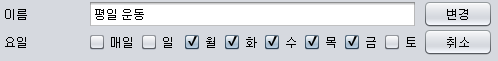 이름 평일 운동 변경
요일 매일 일 월 화 수 목 금 토 취소